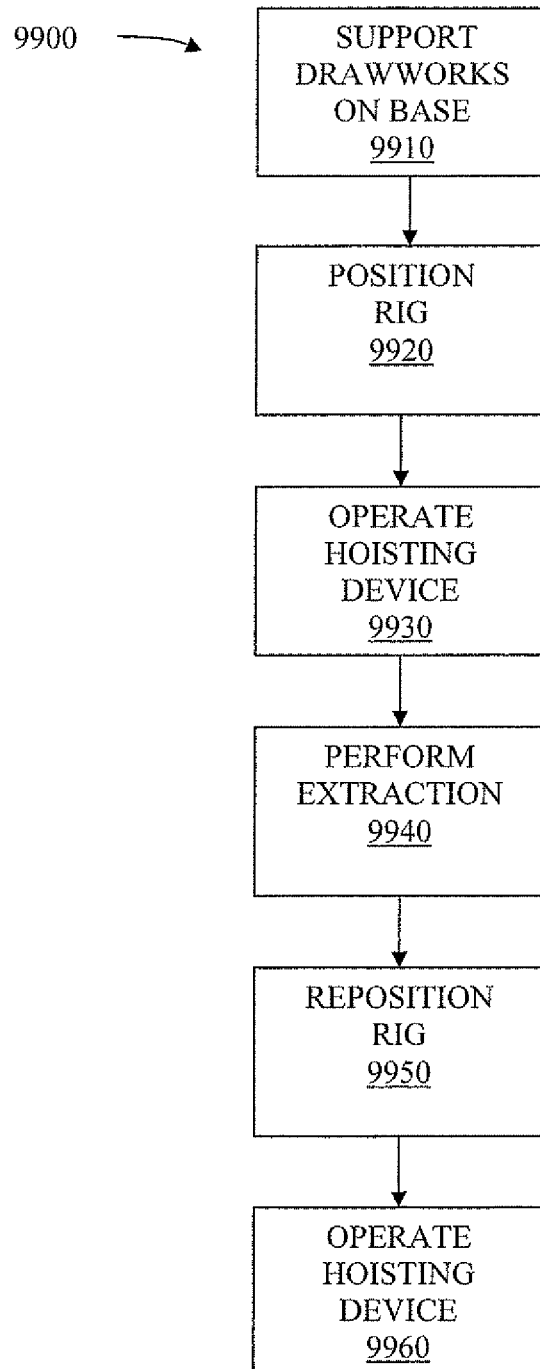 9900
SUPPORT
DRAWWORKS
ON BASE
9910
POSITION
RIG
9920
OPERATE
HOISTING
DEVICE
9930
PERFORM
EXTRACTION
9940
REPOSITION
RIG
9950
OPERATE
HOISTING
DEVICE
9960